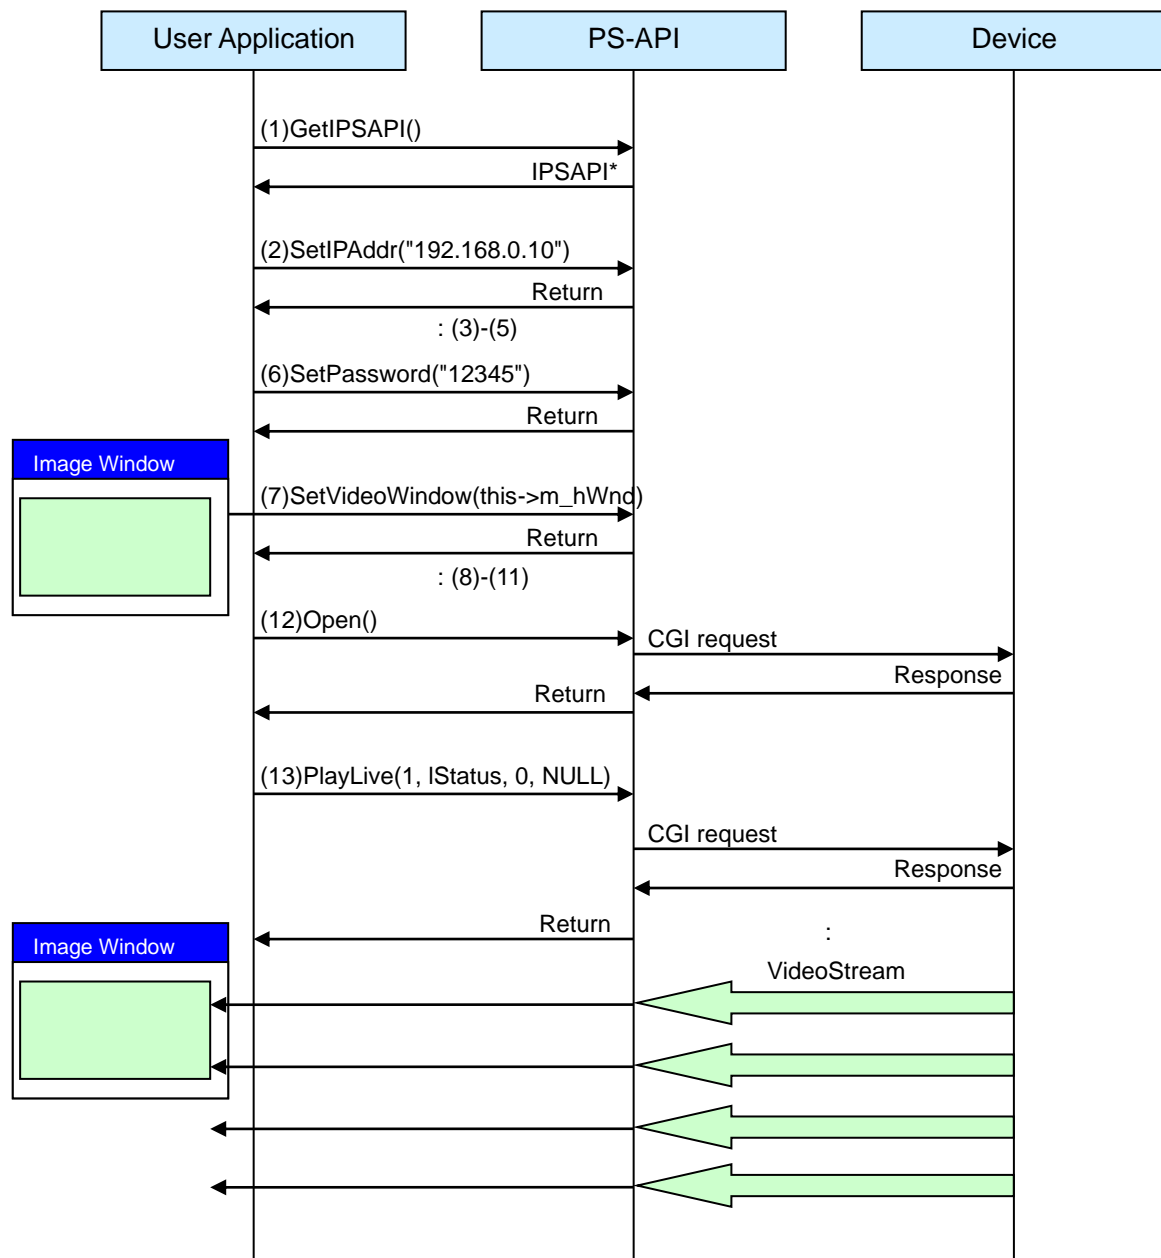 User Application
PS-API
Device
(1)GetIPSAPI()
IPSAPI*
(2)SetIPAddr("192.168.0.10")
Return
: (3)-(5)
(6)SetPassword("12345")
Return
Image Window
(7)SetVideoWindow(this->m_hWnd)
Return
: (8)-(11)
(12)Open()
CGI request
Response
Return
(13)PlayLive(1, lStatus, 0, NULL)
CGI request
Response
Return
:
Image Window
VideoStream